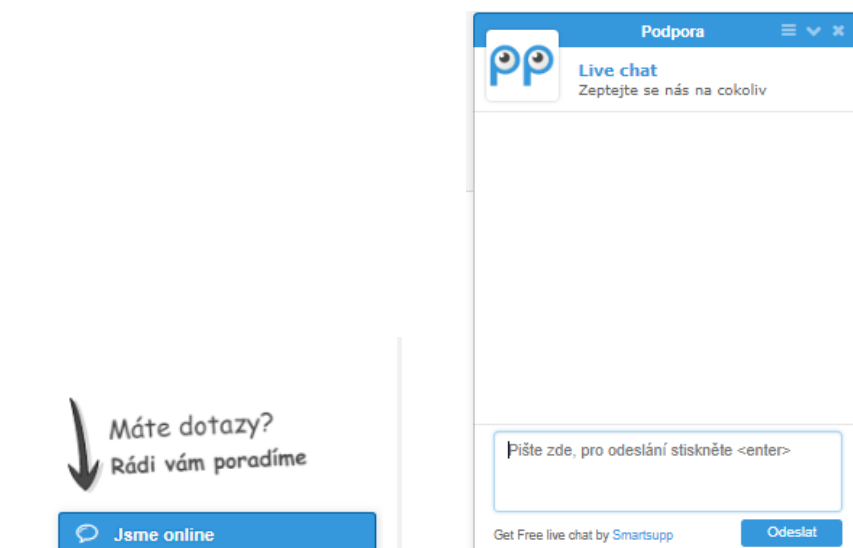 Podpora
Live chat
Zeptejte se nás na cokoliv
Máte dotazy?
Rádi vám poradíme
Jsme online
Pište zde, pro odeslání stiskněte <enter>
Get Free live chat by Smartsupp
Odeslat